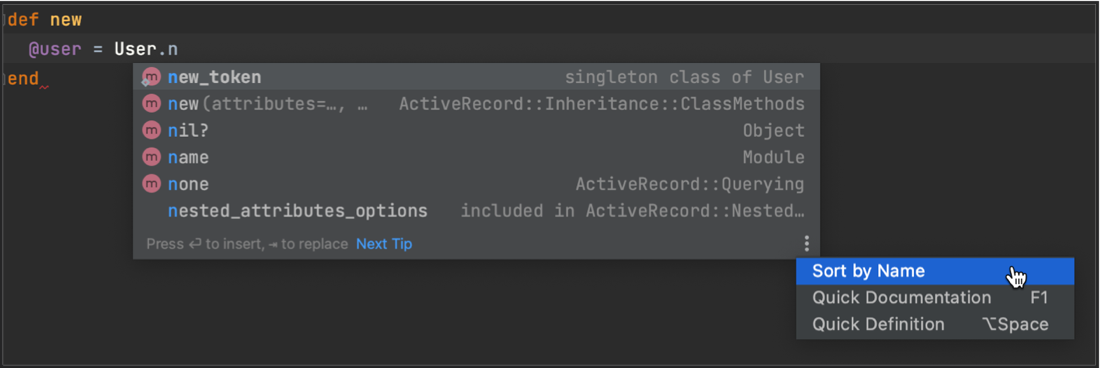 def new
@user = User.n
end
m new_token singleton class of User
m new(attributes=…, … ActiveRecord::Inheritance::ClassMethods
m nil? Object
m name Module
m none ActiveRecord::Querying
nested_attributes_options included in ActiveRecord::Nested…
Press ⏎ to insert, ⇥ to replace Next Tip
Sort by Name
Quick Documentation F1
Quick Definition ⌥Space